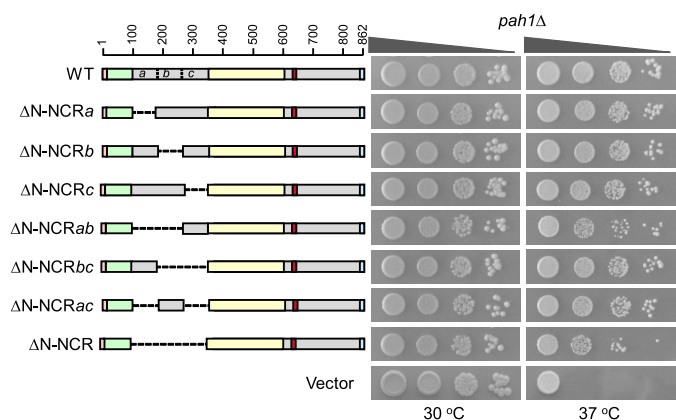 pah1Δ
1 100 200 300 400 500 600 700 800 862
WT a b c
ΔN-NCRa
ΔN-NCRb
ΔN-NCRc
ΔN-NCRab
ΔN-NCRbc
ΔN-NCRac
ΔN-NCR
Vector
30 ºC 37 ºC